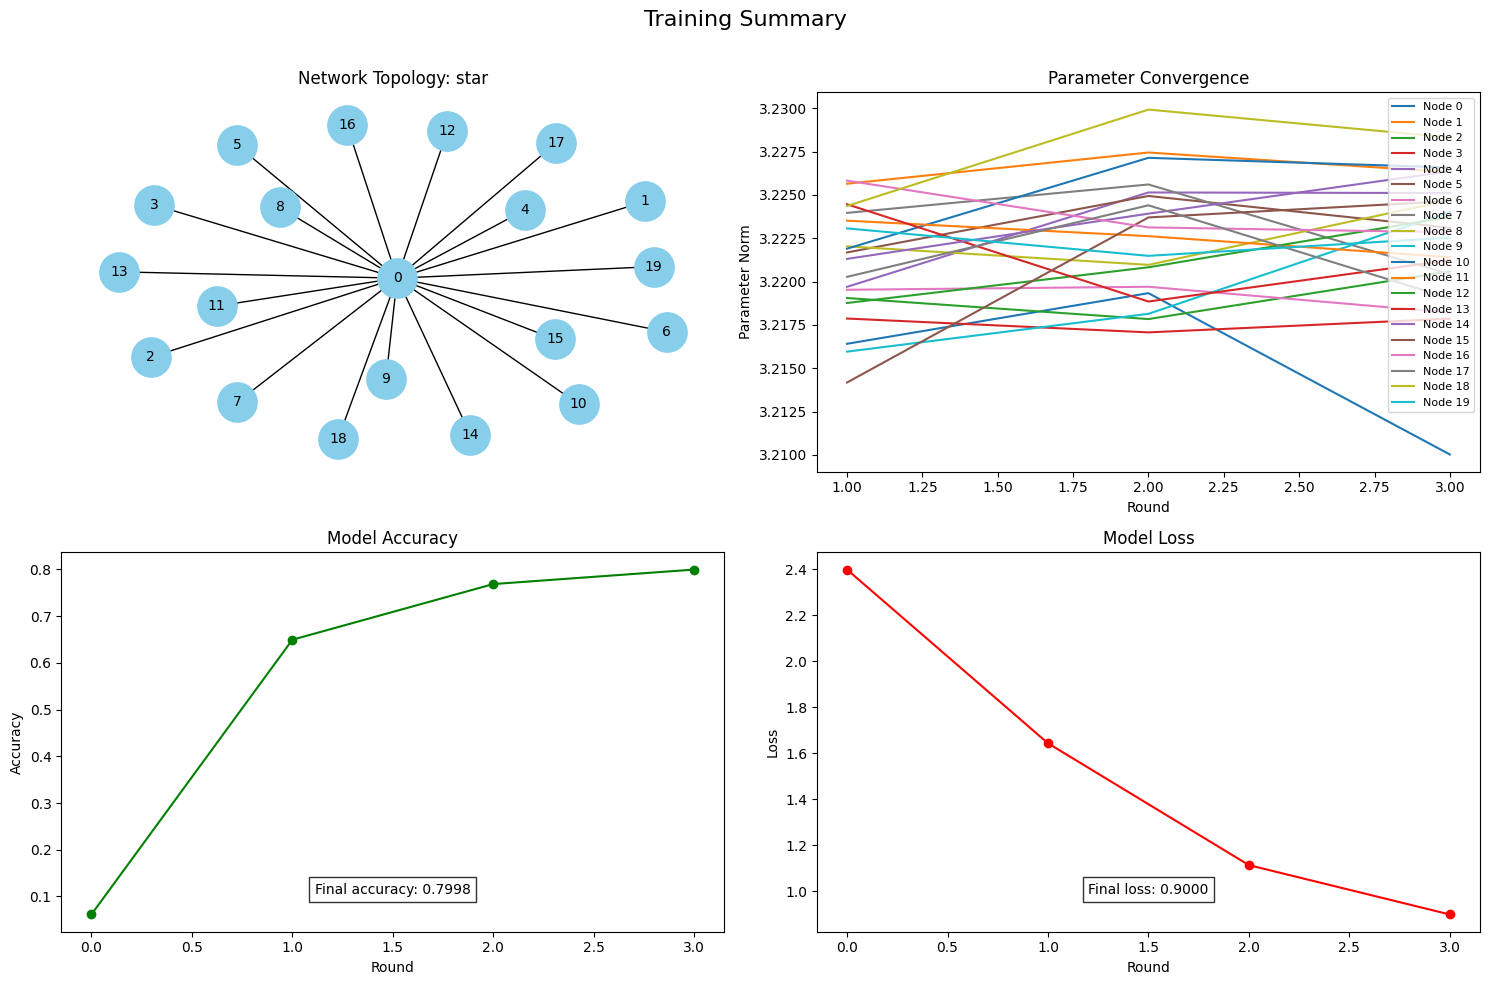 Training Summary
Network Topology: star
16
12
5
17
1
3
8
4
19
13
0
11
6
15
2
9
7
10
14
18
Parameter Convergence
3.2300
3.2275
3.2250
3.2225
3.2200
3.2175
3.2150
3.2125
3.2100
Parameter Norm
Node 0
Node 1
Node 2
Node 3
Node 4
Node 5
Node 6
Node 7
Node 8
Node 9
Node 10
Node 11
Node 12
Node 13
Node 14
Node 15
Node 16
Node 17
Node 18
Node 19
1.00 1.25 1.50 1.75 2.00 2.25 2.50 2.75 3.00
Round
Model Accuracy
0.8
0.7
0.6
0.5
0.4
0.3
0.2
0.1
Accuracy
Final accuracy: 0.7998
0.0 0.5 1.0 1.5 2.0 2.5 3.0
Round
Model Loss
2.4
2.2
2.0
1.8
1.6
1.4
1.2
1.0
Loss
Final loss: 0.9000
0.0 0.5 1.0 1.5 2.0 2.5 3.0
Round